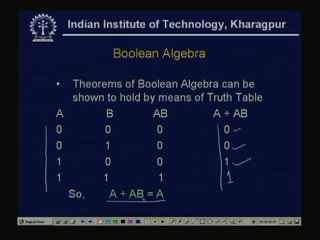 Indian Institute of Technology, Kharagpur
Boolean Algebra
• Theorems of Boolean Algebra can be
shown to hold by means of Truth Table
A B AB A + AB
0 0 0 0
0 1 0 0
1 0 0 1
1 1 1 1
So, A + AB = A